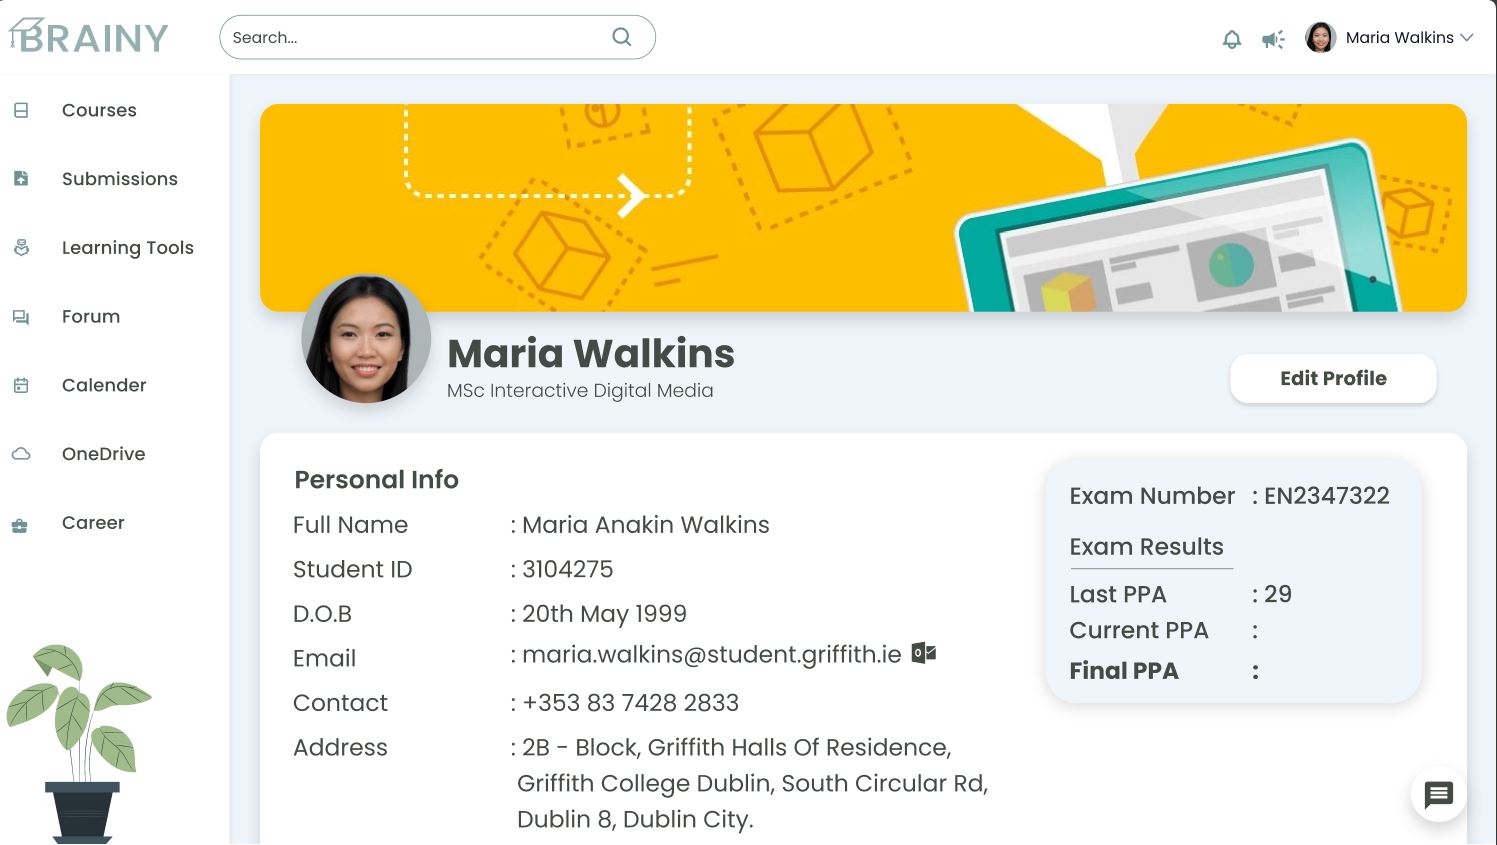 BRAINY
Search...
Maria Walkins
Courses
Submissions
Learning Tools
Forum
Calender
OneDrive
Career
Maria Walkins
MSc Interactive Digital Media
Edit Profile
Personal Info
Full Name : Maria Anakin Walkins
Student ID : 3104275
D.O.B : 20th May 1999
Email : maria.walkins@student.griffith.ie
Contact : +353 83 7428 2833
Address : 2B - Block, Griffith Halls Of Residence,
Griffith College Dublin, South Circular Rd,
Dublin 8, Dublin City.
Exam Number : EN2347322
Exam Results
Last PPA : 29
Current PPA :
Final PPA :